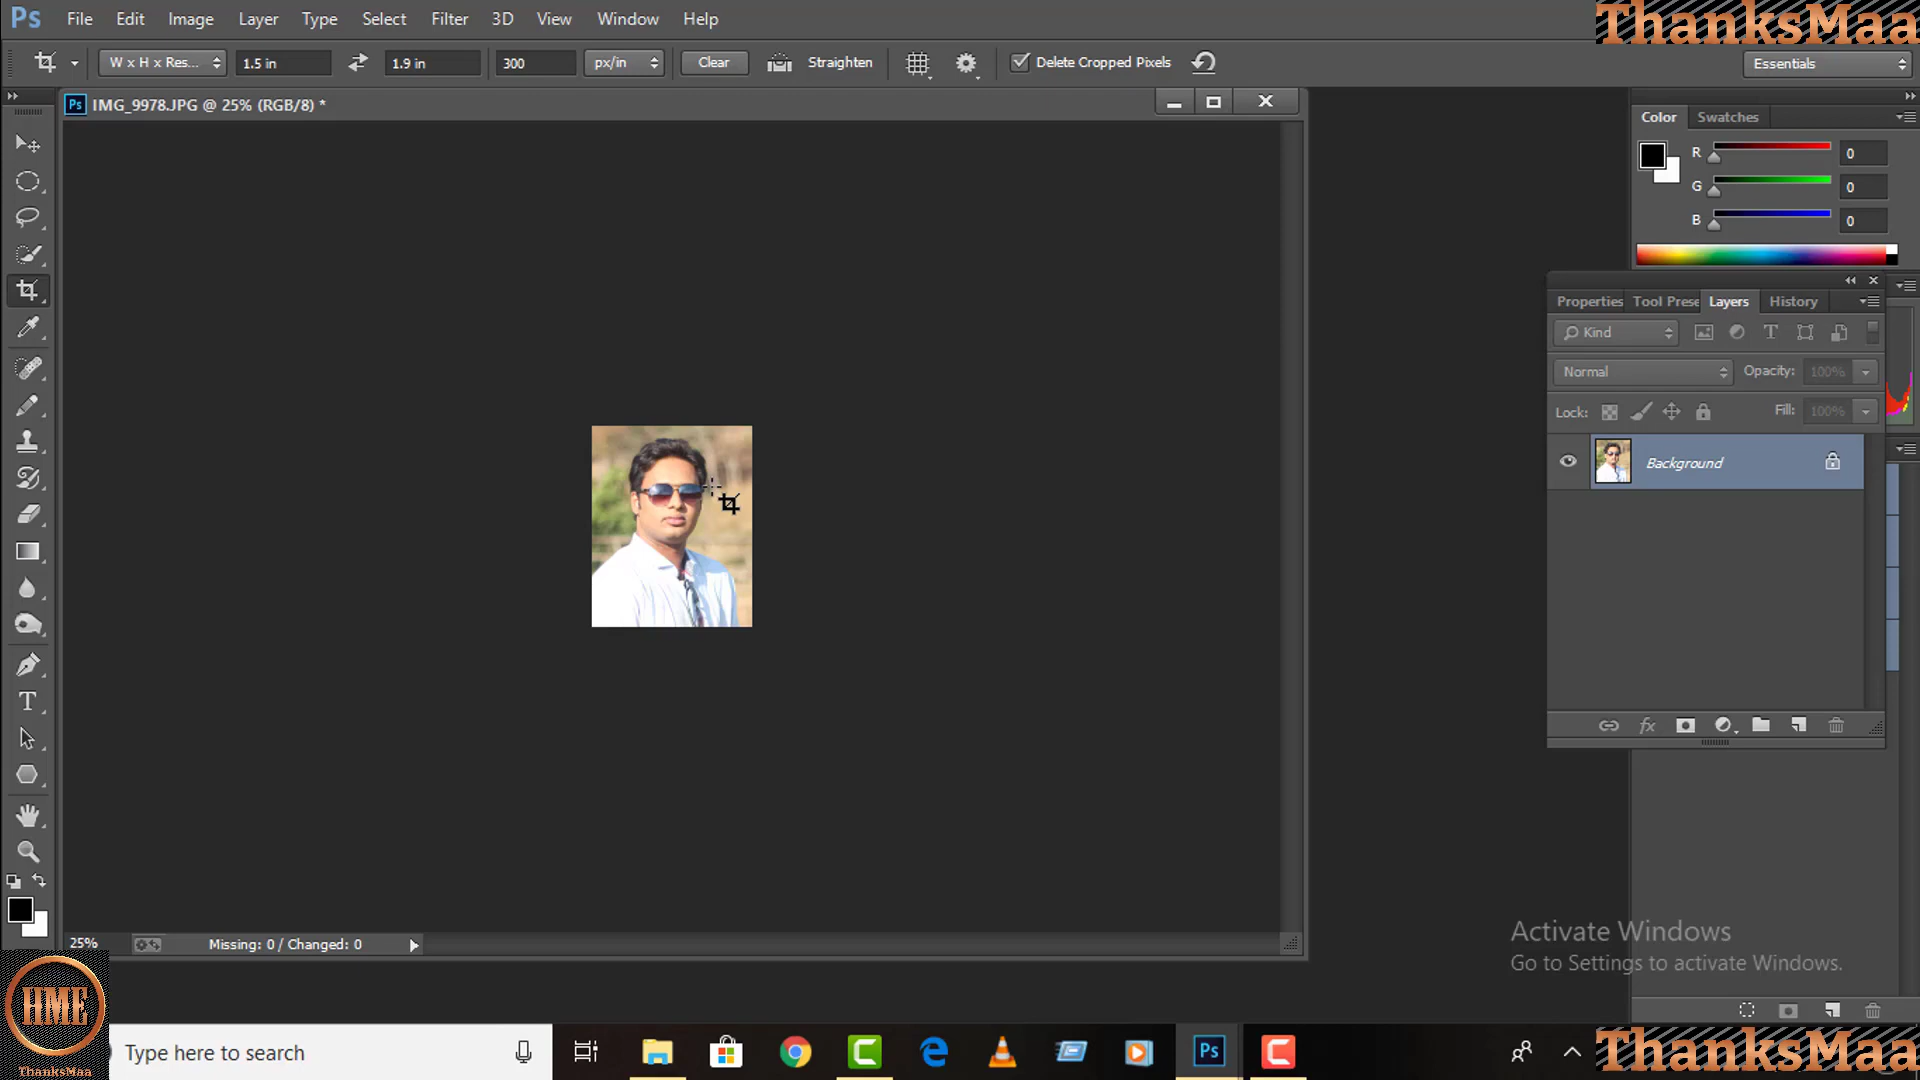 Ps File Edit Image Layer Type Select Filter 3D View Window Help
ThanksMaa
W x H x Res... 1.5 in 1.9 in 300 px/in Clear Straighten Delete Cropped Pixels Essentials
Ps IMG_9978.JPG @ 25% (RGB/8) *
Color Swatches
R 0
G 0
B 0
Properties Tool Prese Layers History
Kind T
Normal Opacity: 100%
Lock: Fill: 100%
Background
fx
T
25% Missing: 0 / Changed: 0
Activate Windows
Go to Settings to activate Windows.
HME
ThanksMaa
Type here to search
C e Ps C
ThanksMaa